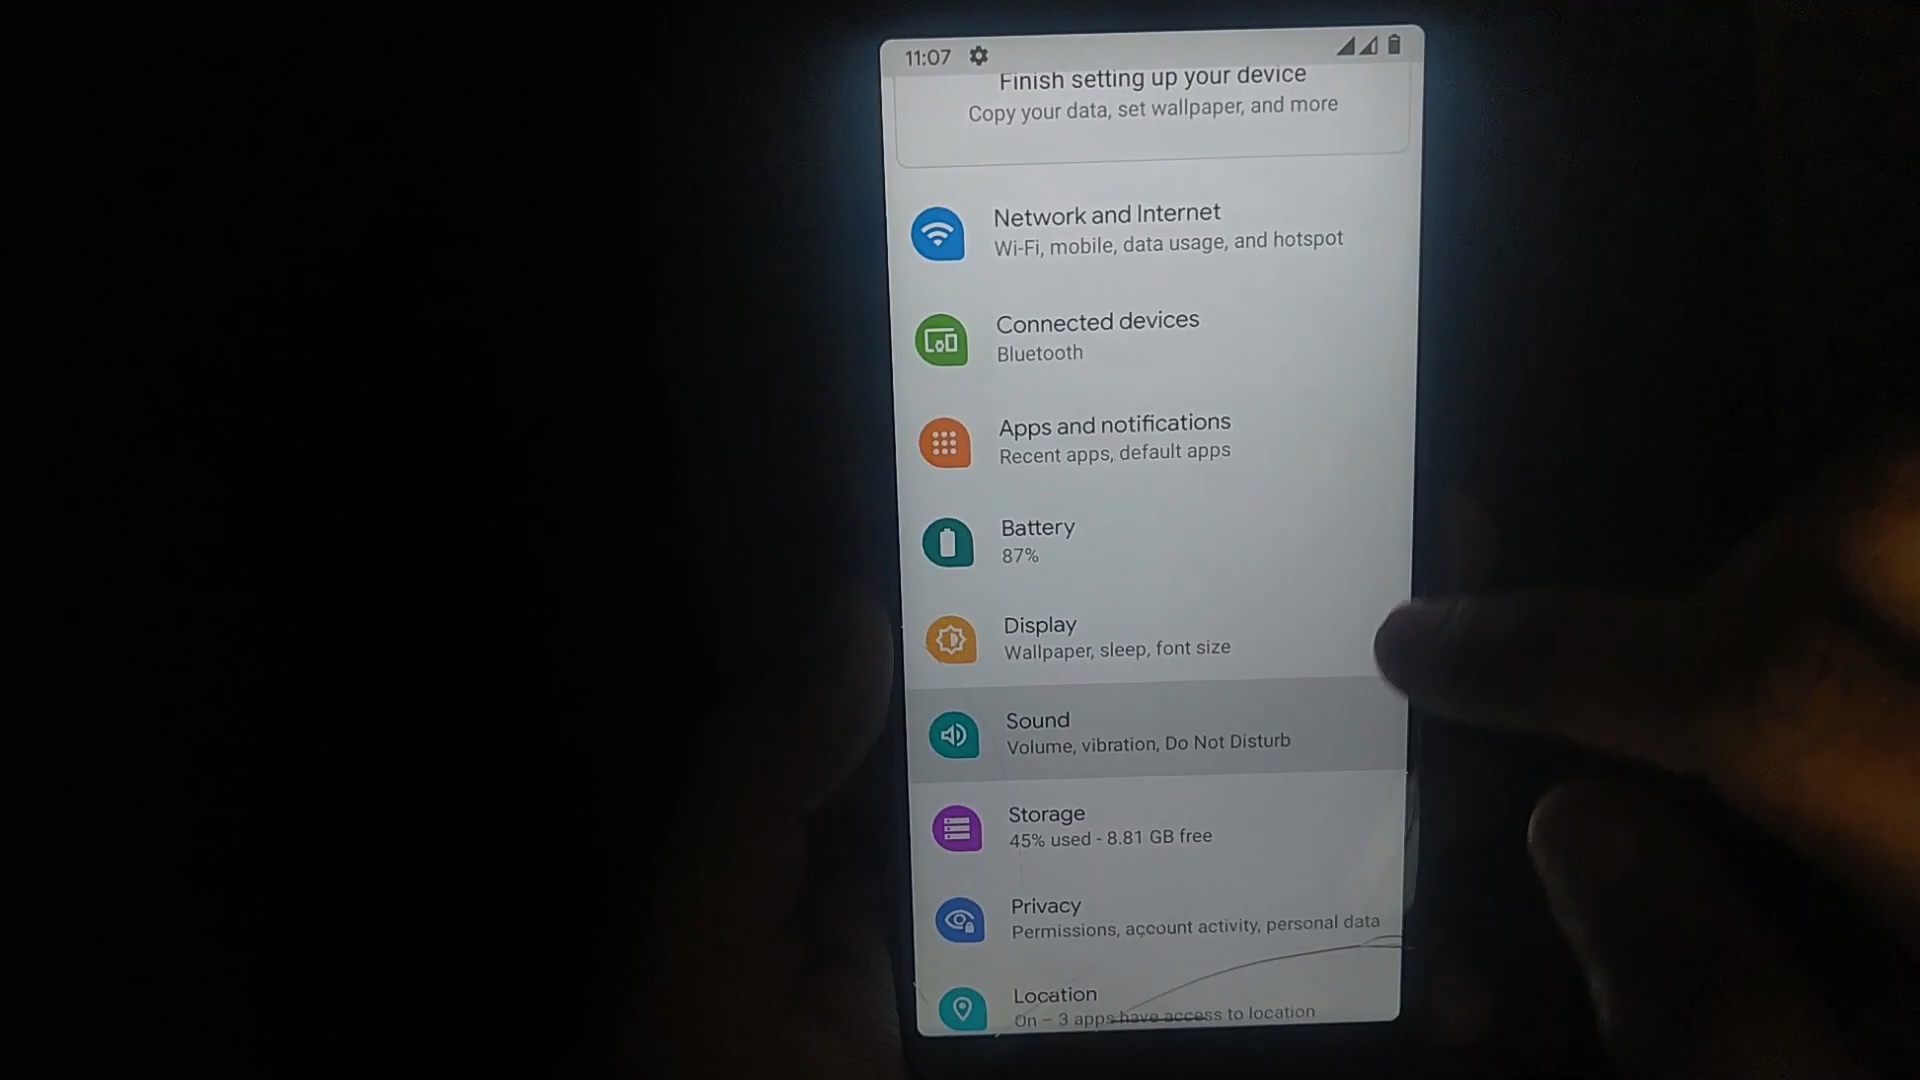 11:07
Finish setting up your device
Copy your data, set wallpaper, and more
Network and Internet
Wi-Fi, mobile, data usage, and hotspot
Connected devices
Bluetooth
Apps and notifications
Recent apps, default apps
Battery
87%
Display
Wallpaper, sleep, font size
Sound
Volume, vibration, Do Not Disturb
Storage
45% used - 8.81 GB free
Privacy
Permissions, account activity, personal data
Location
On – 3 apps have access to location